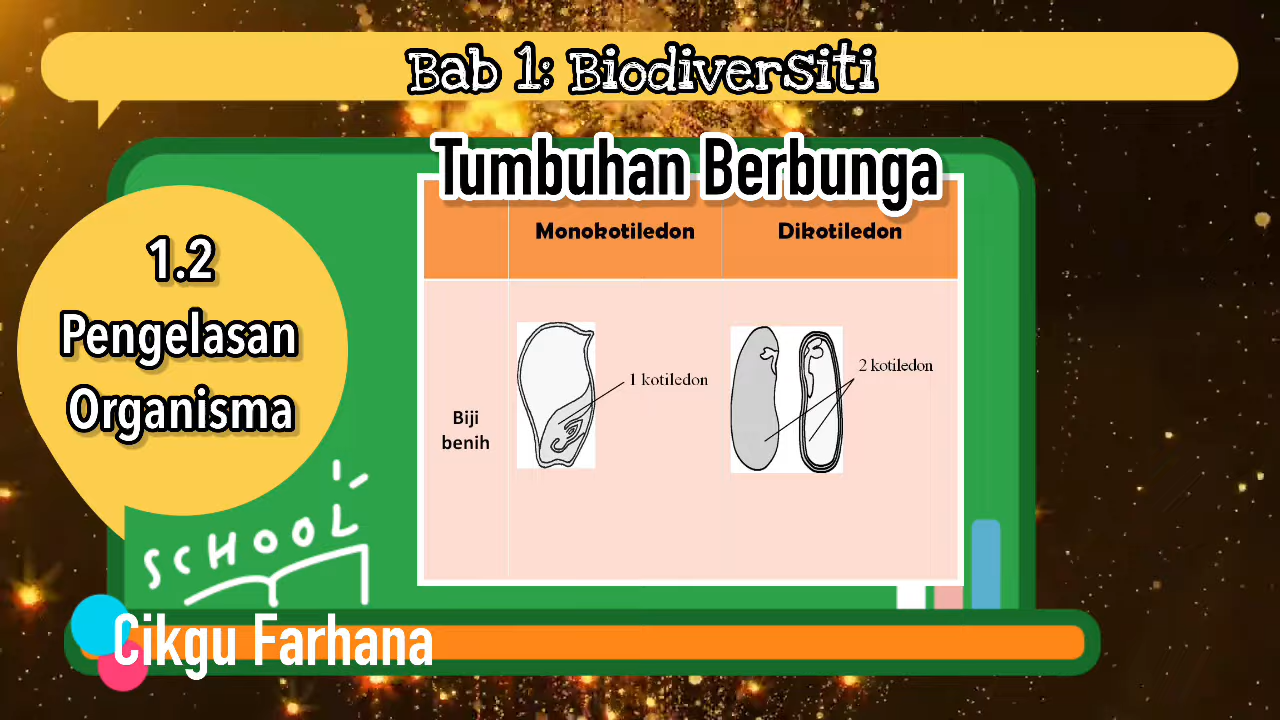 Bab 1: Biodiversiti
Tumbuhan Berbunga
Monokotiledon
Dikotiledon
1.2
Pengelasan
Organisma
1 kotiledon
2 kotiledon
Biji
benih
SCHOOL
Cikgu Farhana